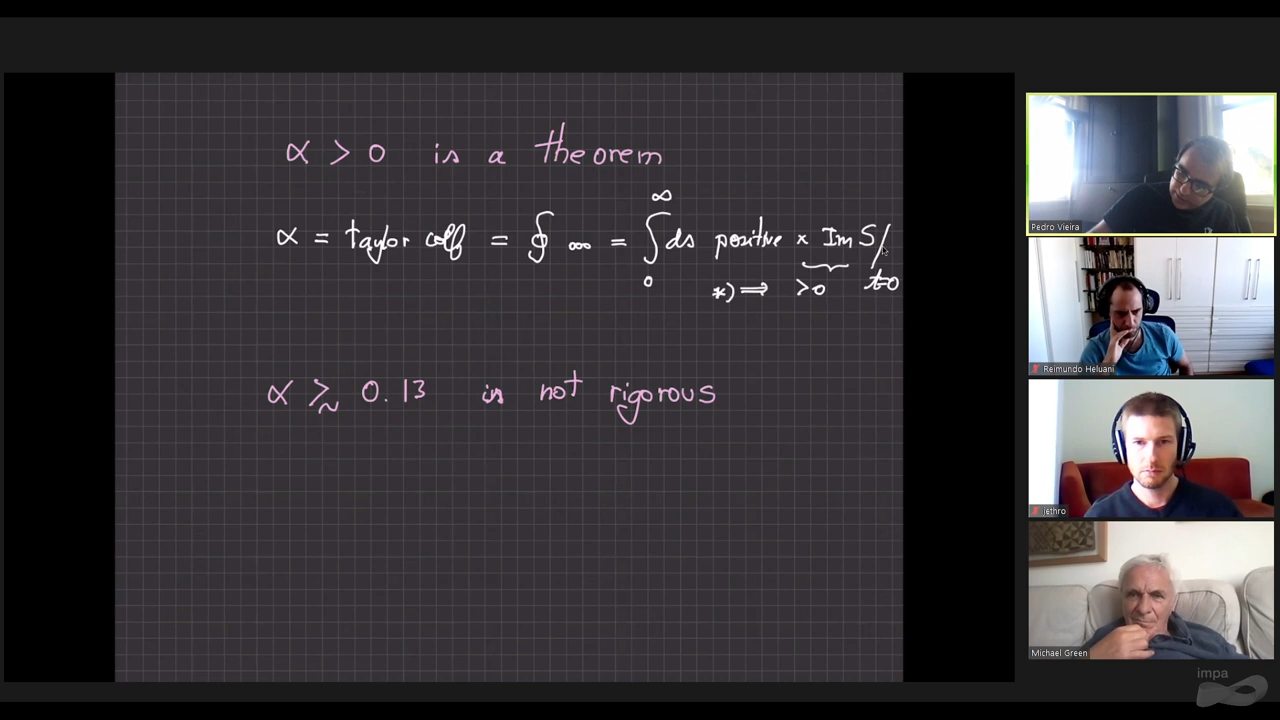 α > 0 is a theorem
∞
α = taylor coeff = ∮ ∞ = ∫ ds positive × Im S/
0 *) ⟹ >0 t=0
α ≳ 0.13 is not rigorous
Pedro Vieira
Reimundo Heluani
jethro
Michael Green
impa